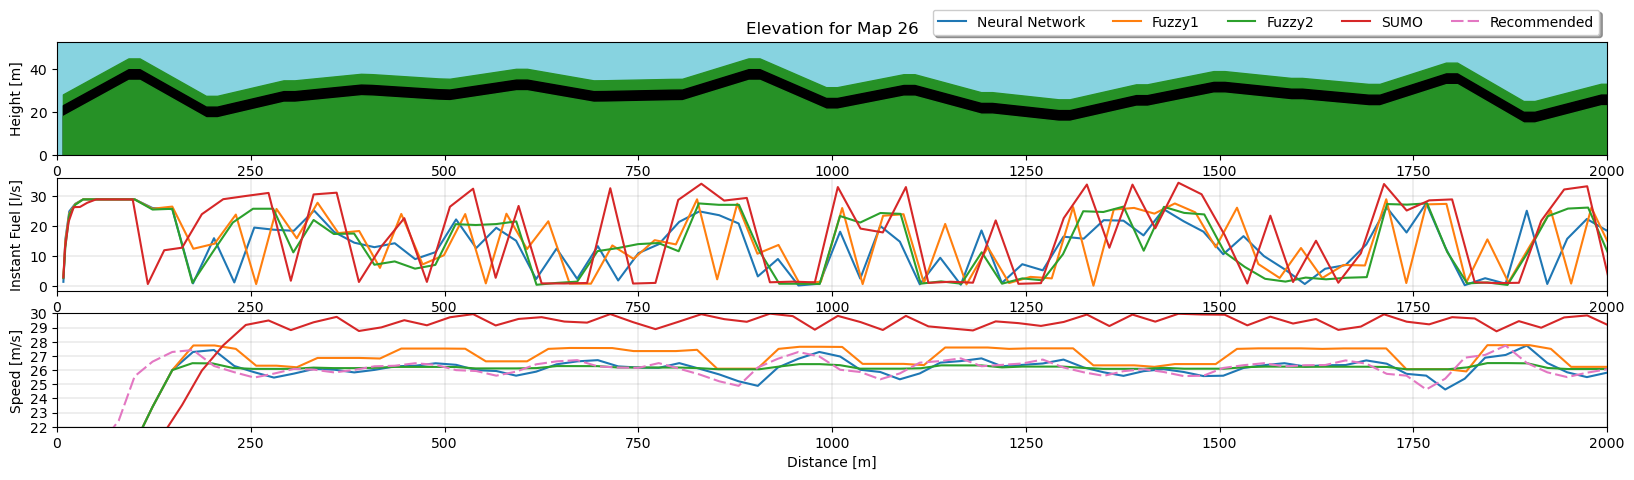 Elevation for Map 26
Neural Network Fuzzy1 Fuzzy2 SUMO Recommended
Height [m]
40
20
0
0 250 500 750 1000 1250 1500 1750 2000
Instant Fuel [l/s]
30
20
10
0
0 250 500 750 1000 1250 1500 1750 2000
Speed [m/s]
30
29
28
27
26
25
24
23
22
0 250 500 750 1000 1250 1500 1750 2000
Distance [m]